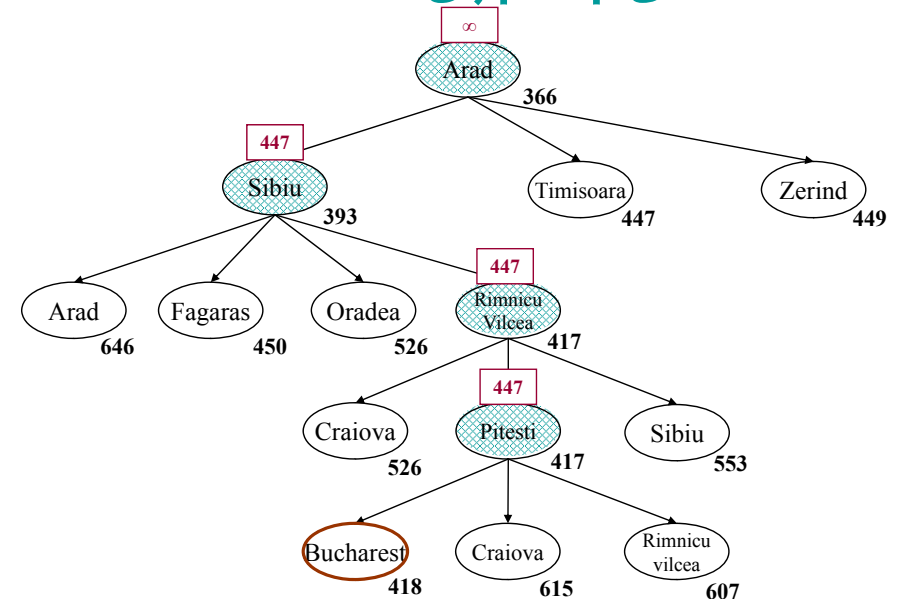 ∞
Arad
366
447
Sibiu
393
Timisoara
447
Zerind
449
Arad
646
Fagaras
450
Oradea
526
447
Rimnicu
Vilcea
417
Craiova
526
447
Pitesti
417
Sibiu
553
Bucharest
418
Craiova
615
Rimnicu
vilcea
607